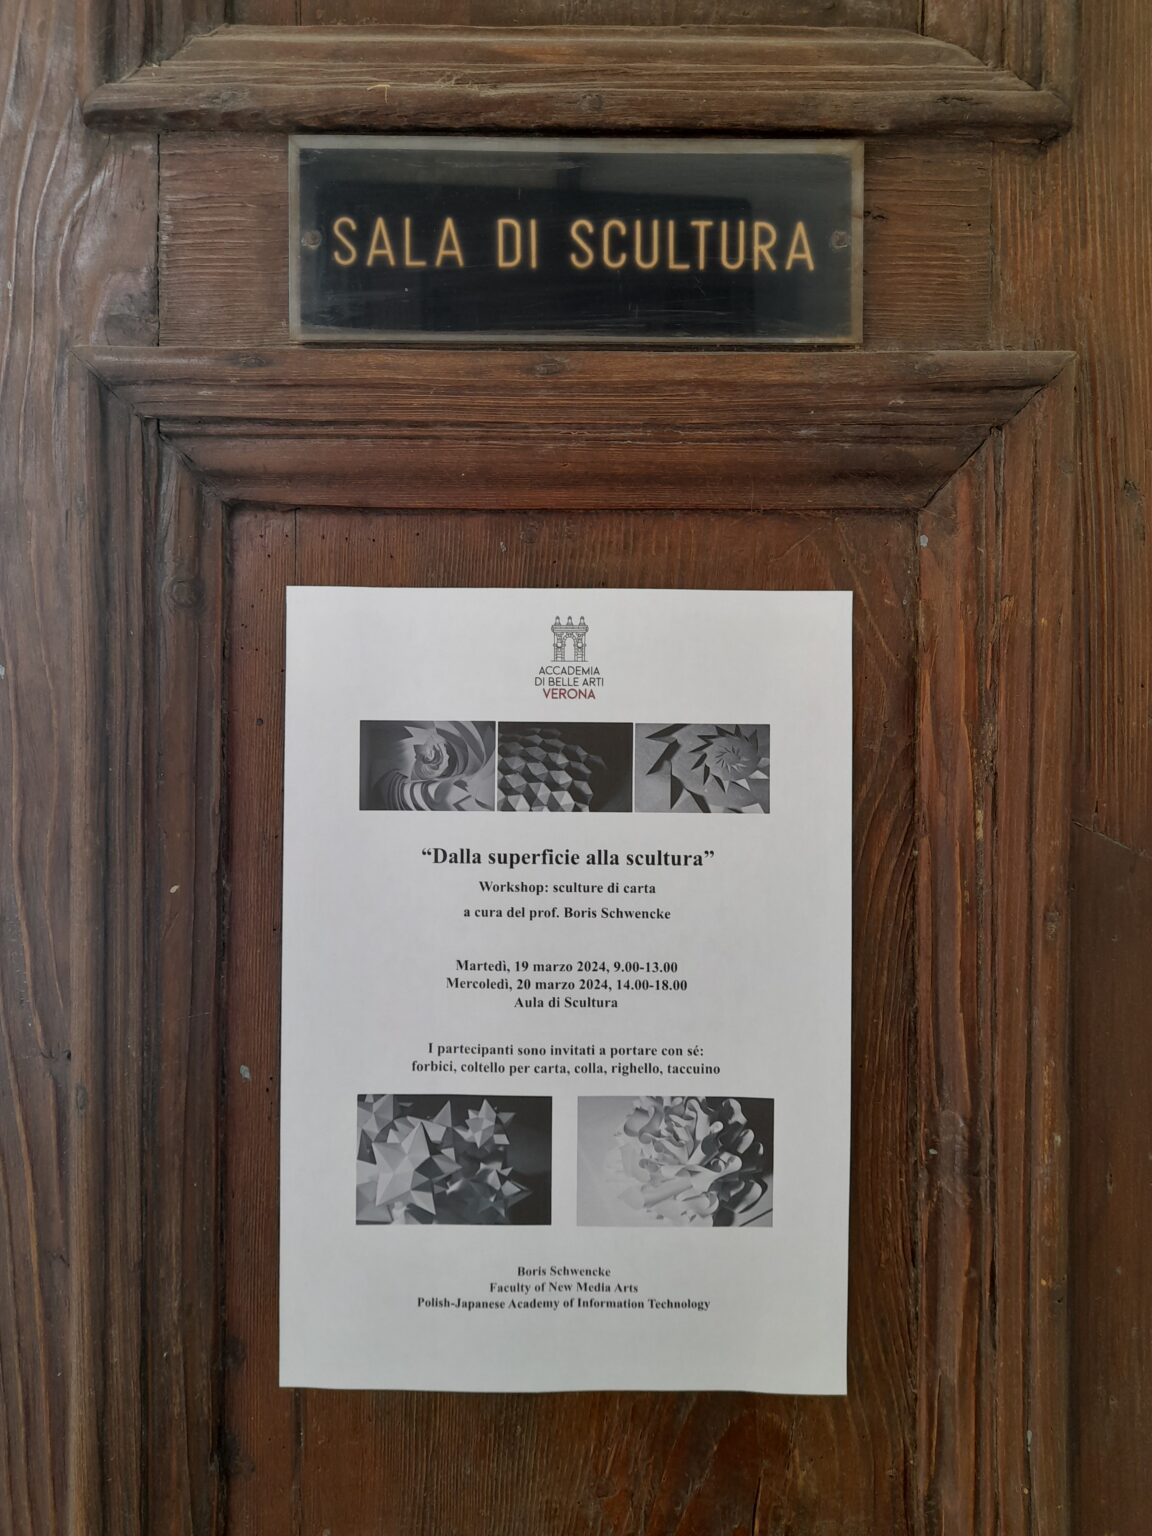 SALA DI SCULTURA
ACCADEMIA
DI BELLE ARTI
VERONA
“Dalla superficie alla scultura”
Workshop: sculture di carta
a cura del prof. Boris Schwencke
Martedì, 19 marzo 2024, 9.00-13.00
Mercoledì, 20 marzo 2024, 14.00-18.00
Aula di Scultura
I partecipanti sono invitati a portare con sé:
forbici, coltello per carta, colla, righello, taccuino
Boris Schwencke
Faculty of New Media Arts
Polish-Japanese Academy of Information Technology